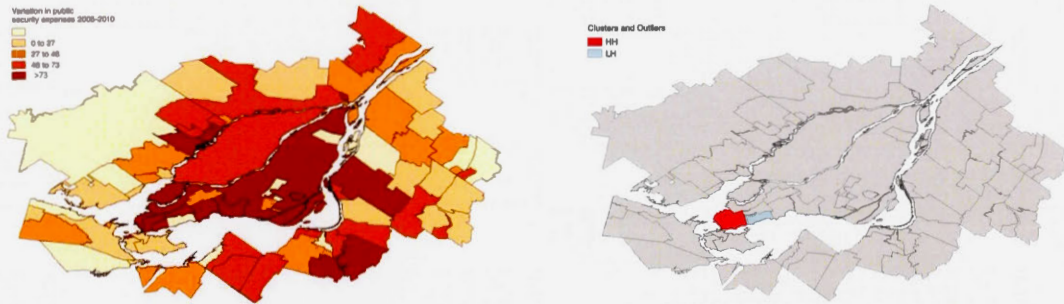 Variation in public
security expenses 2005-2010
0 to 27
27 to 46
46 to 73
>73
Clusters and Outliers
HH
LH